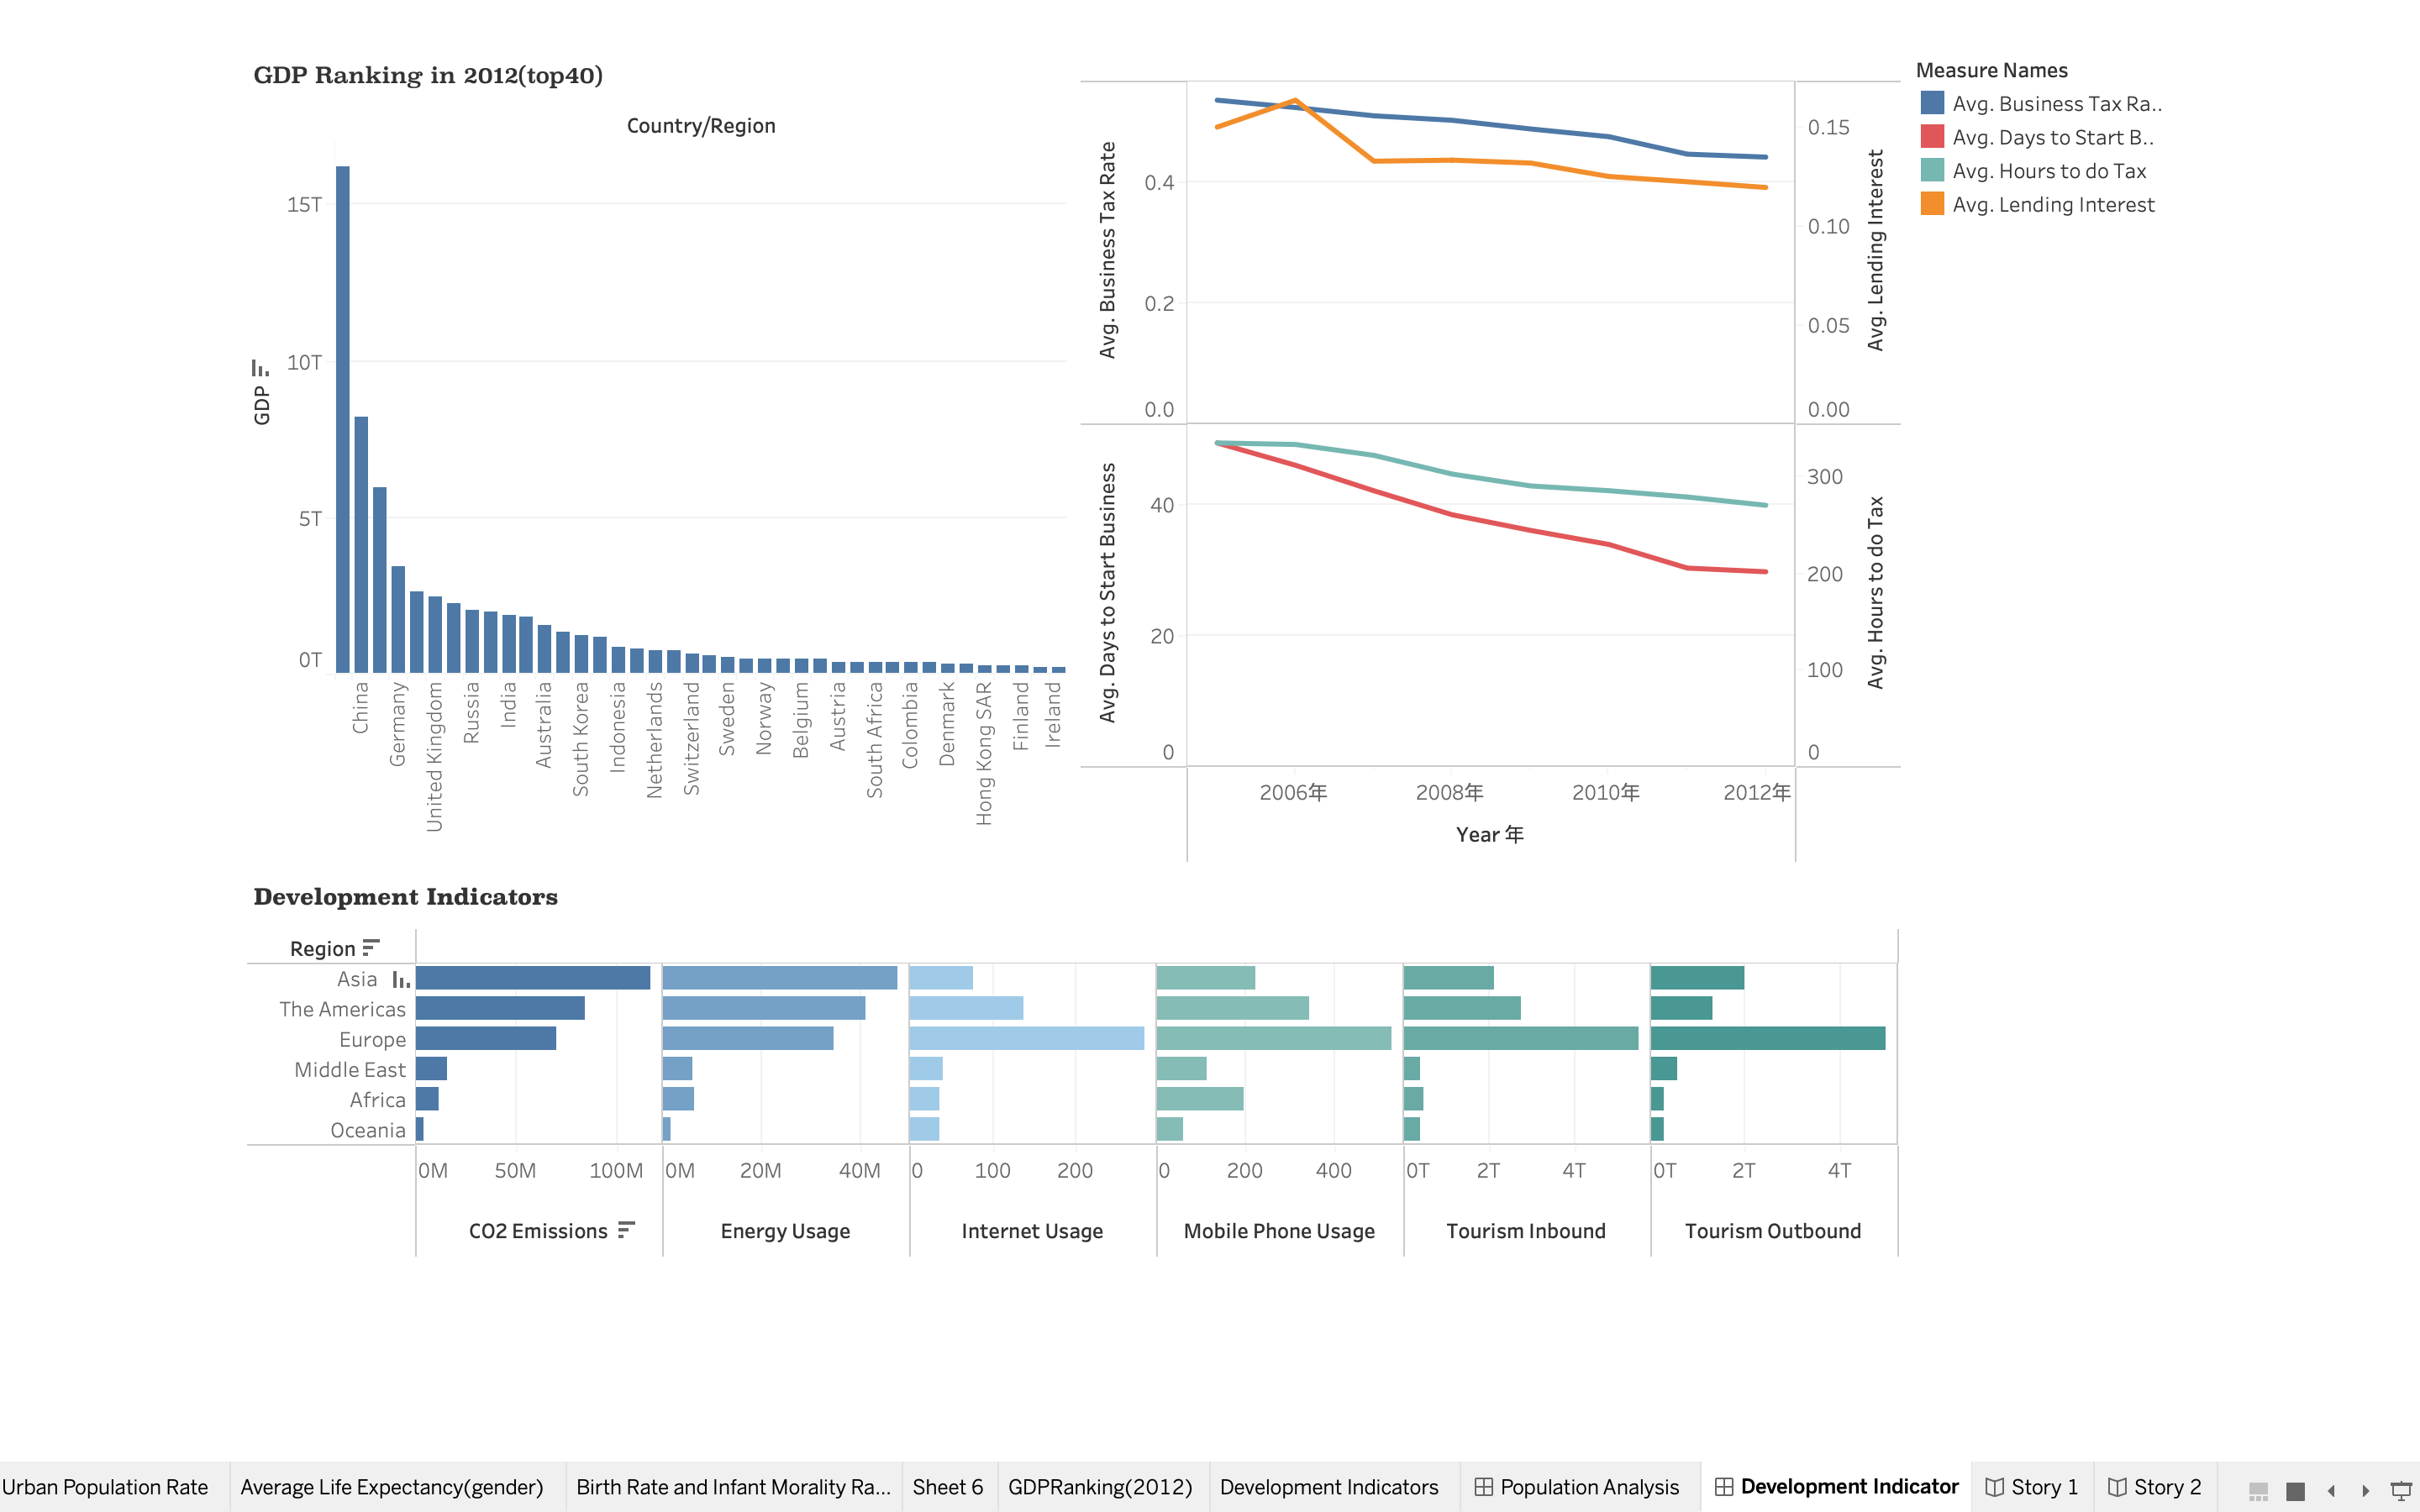 GDP Ranking in 2012(top40)
Country/Region
GDP
15T
10T
5T
0T
China
Germany
United Kingdom
Russia
India
Australia
South Korea
Indonesia
Netherlands
Switzerland
Sweden
Norway
Belgium
Austria
South Africa
Colombia
Denmark
Hong Kong SAR
Finland
Ireland
Avg. Business Tax Rate
0.4
0.2
0.0
0.15
0.10
0.05
0.00
Avg. Lending Interest
Avg. Days to Start Business
40
20
0
300
200
100
0
Avg. Hours to do Tax
2006年 2008年 2010年 2012年
Year 年
Measure Names
Avg. Business Tax Ra..
Avg. Days to Start B..
Avg. Hours to do Tax
Avg. Lending Interest
Development Indicators
Region
Asia
The Americas
Europe
Middle East
Africa
Oceania
0M 50M 100M 0M 20M 40M 0 100 200 0 200 400 0T 2T 4T 0T 2T 4T
CO2 Emissions Energy Usage Internet Usage Mobile Phone Usage Tourism Inbound Tourism Outbound
Urban Population Rate Average Life Expectancy(gender) Birth Rate and Infant Morality Ra... Sheet 6 GDPRanking(2012) Development Indicators Population Analysis Development Indicator Story 1 Story 2